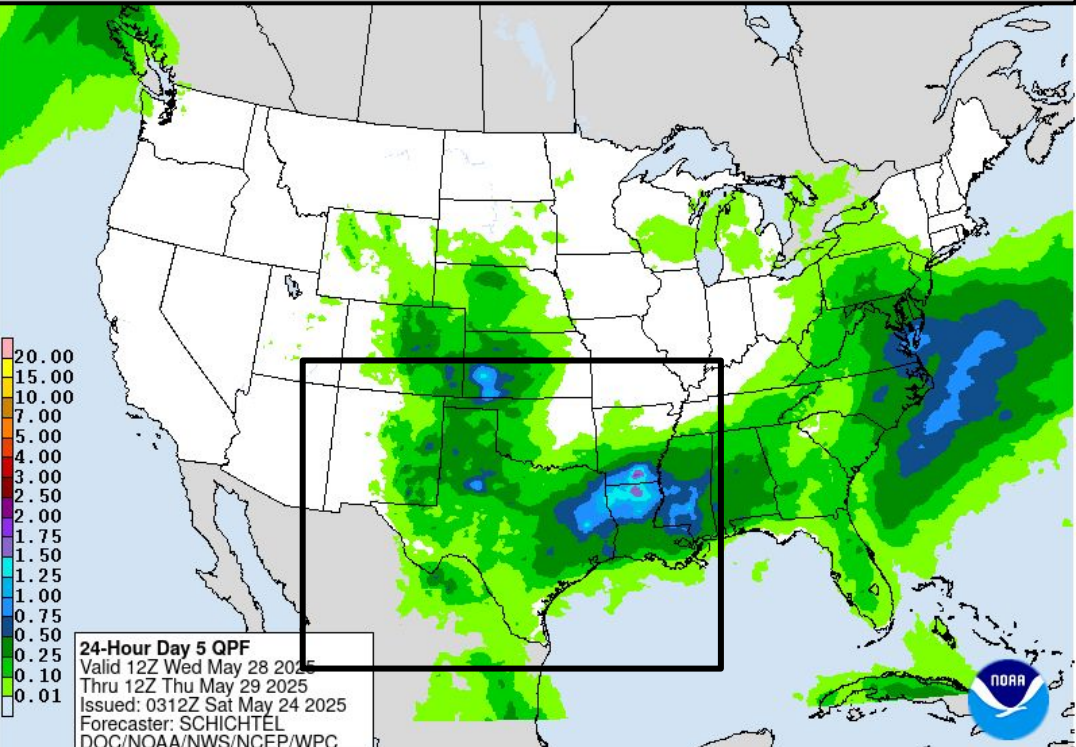 20.00
15.00
10.00
7.00
5.00
4.00
3.00
2.50
2.00
1.75
1.50
1.25
1.00
0.75
0.50
0.25
0.10
0.01
24-Hour Day 5 QPF
Valid 12Z Wed May 28 2025
Thru 12Z Thu May 29 2025
Issued: 0312Z Sat May 24 2025
Forecaster: SCHICHTEL
DOC/NOAA/NWS/NCEP/WPC
NOAA